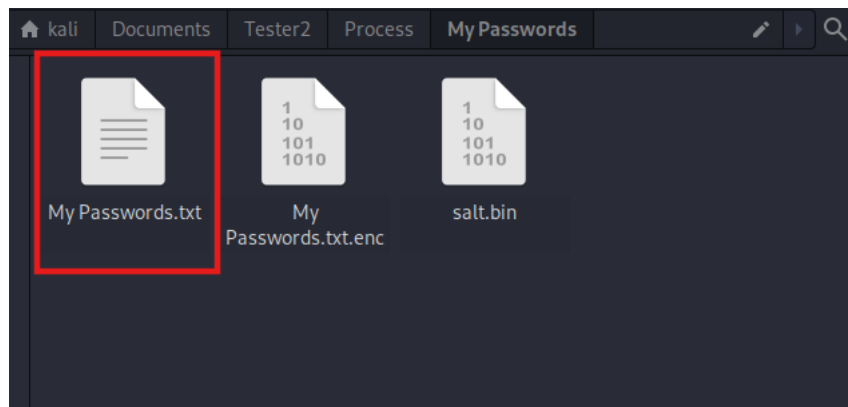 kali Documents Tester2 Process My Passwords
1
10
101
1010
1
10
101
1010
My Passwords.txt
My
Passwords.txt.enc
salt.bin